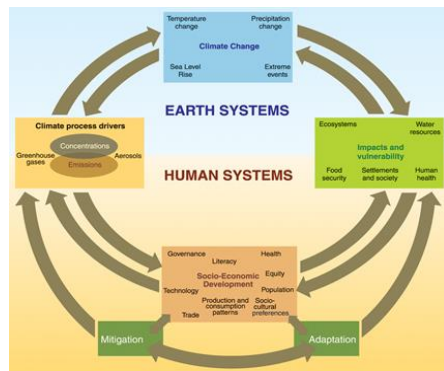 Temperature
change
Precipitation
change
Climate Change
Sea Level
Rise
Extreme
events
EARTH SYSTEMS
Climate process drivers
Concentrations
Greenhouse
gases
Emissions
Aerosols
Ecosystems
Water
resources
Impacts and
vulnerability
Food
security
Settlements
and society
Human
health
HUMAN SYSTEMS
Governance
Health
Literacy
Socio-Economic
Development
Equity
Technology
Population
Production and
consumption
patterns
Socio-
cultural
preferences
Trade
Mitigation
Adaptation